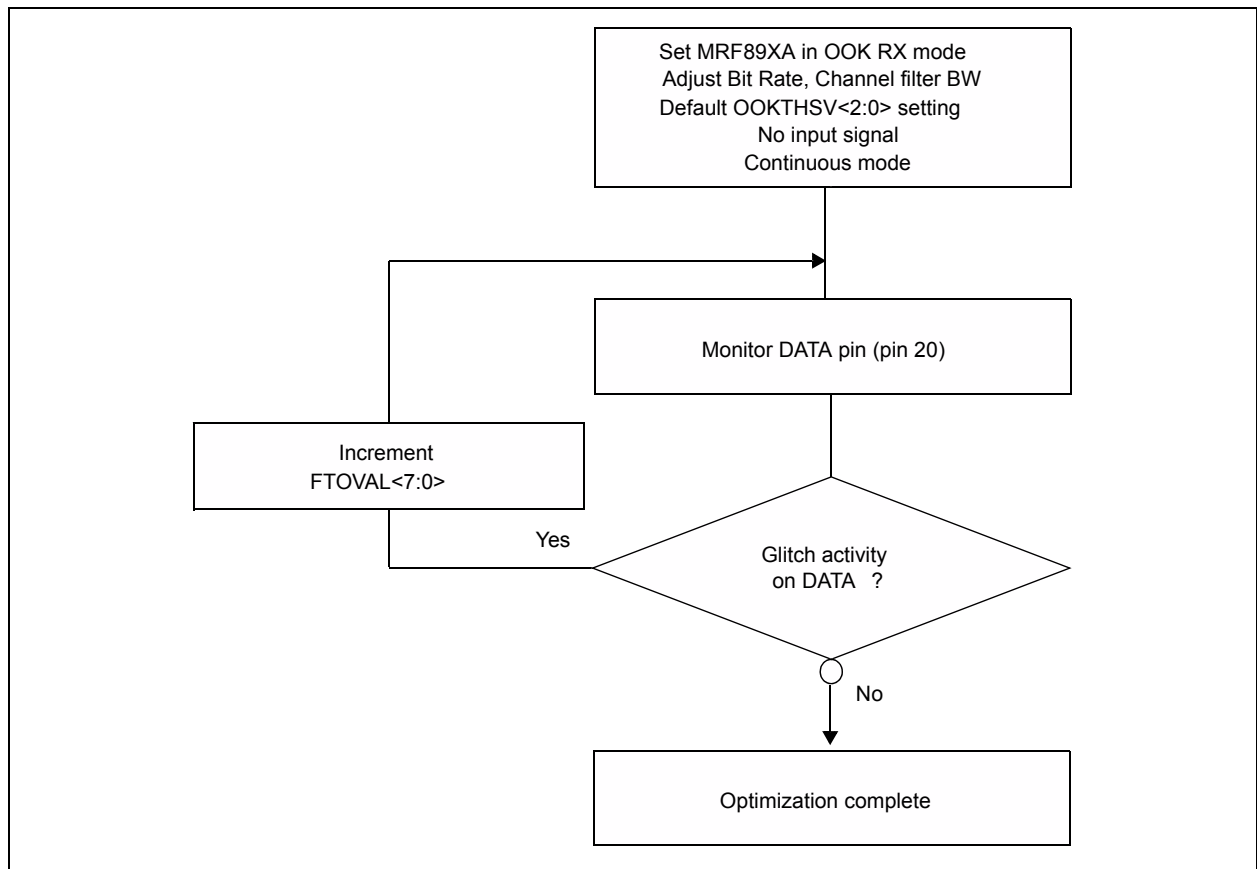 Set MRF89XA in OOK RX mode
Adjust Bit Rate, Channel filter BW
Default OOKTHSV<2:0> setting
No input signal
Continuous mode
Monitor DATA pin (pin 20)
Increment
FTOVAL<7:0>
Yes
Glitch activity
on DATA ?
No
Optimization complete